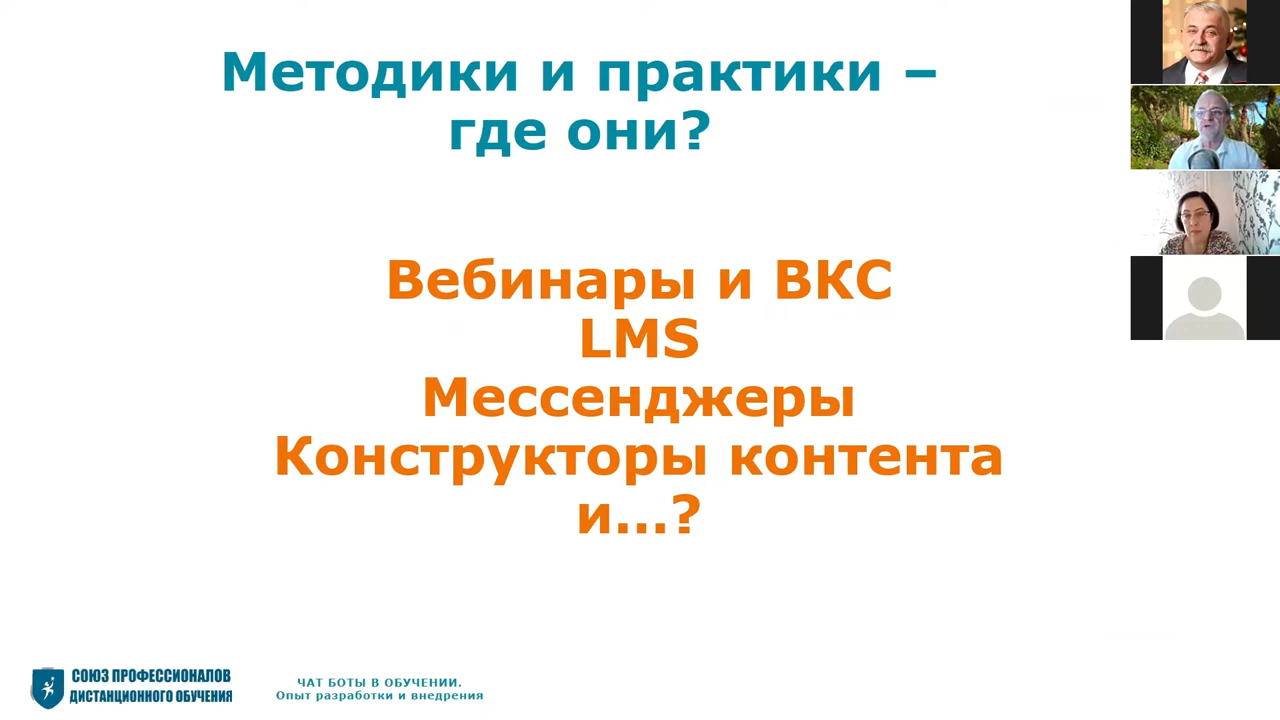 Методики и практики –
где они?
Вебинары и ВКС
LMS
Мессенджеры
Конструкторы контента
и...?
СОЮЗ ПРОФЕССИОНАЛОВ
ДИСТАНЦИОННОГО ОБУЧЕНИЯ
ЧАТ БОТЫ В ОБУЧЕНИИ.
Опыт разработки и внедрения